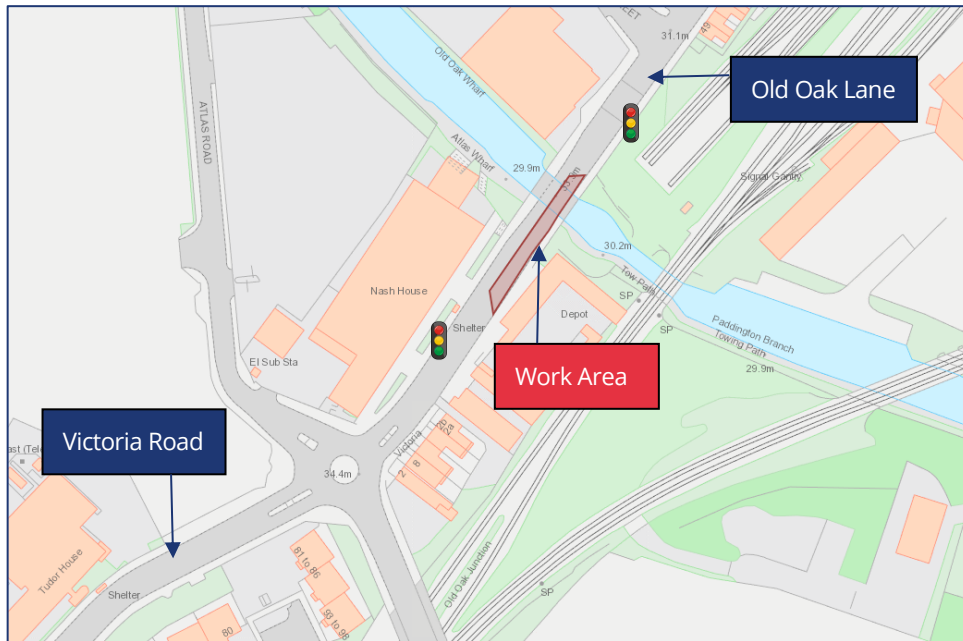 EET
31.1m
49
Old Oak Lane
Old Oak Wharf
ATLAS ROAD
Atlas Wharf
29.9m
Signal Gantry
30.2m
Tow Path
Nash House
SP
SP
Depot
Paddington Branch
Towing Path
29.9m
Shelter
El Sub Sta
Work Area
Victoria Road
Victoria
2a
2
8
34.4m
Tudor House
81 to 86
Old Oak Junction
Shelter
SP
80
93 to 98